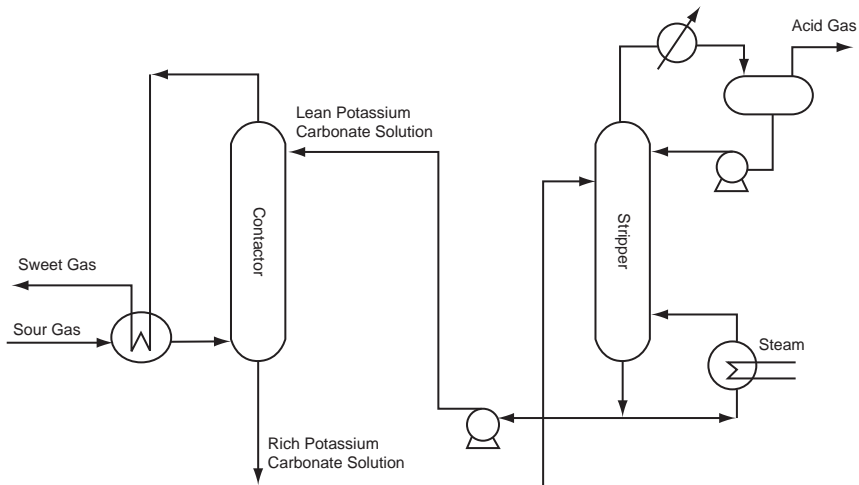 Acid Gas
Lean Potassium
Carbonate Solution
Contactor
Stripper
Sweet Gas
Sour Gas
Steam
Rich Potassium
Carbonate Solution